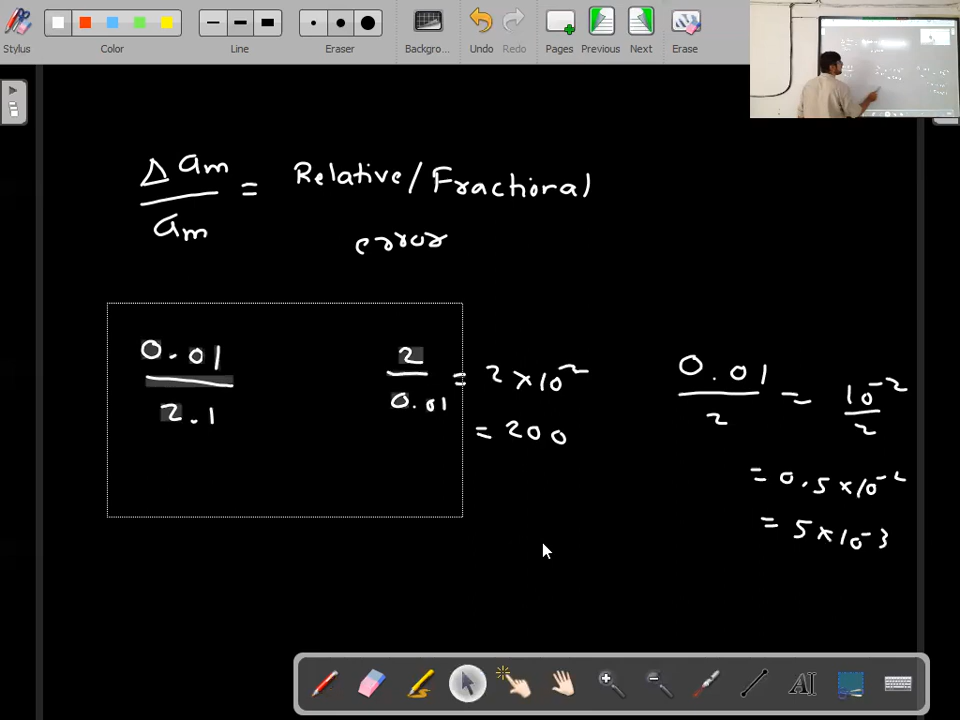 Stylus
Color
Line
Eraser
Backgro...
Undo
Redo
Pages
Previous
Next
Erase
Δam/am = Relative/Fractional
error
0.01/2.1
2/0.01 = 2×10²
= 200
0.01/2 = 10⁻²/2
= 0.5×10⁻²
= 5×10⁻³
AI